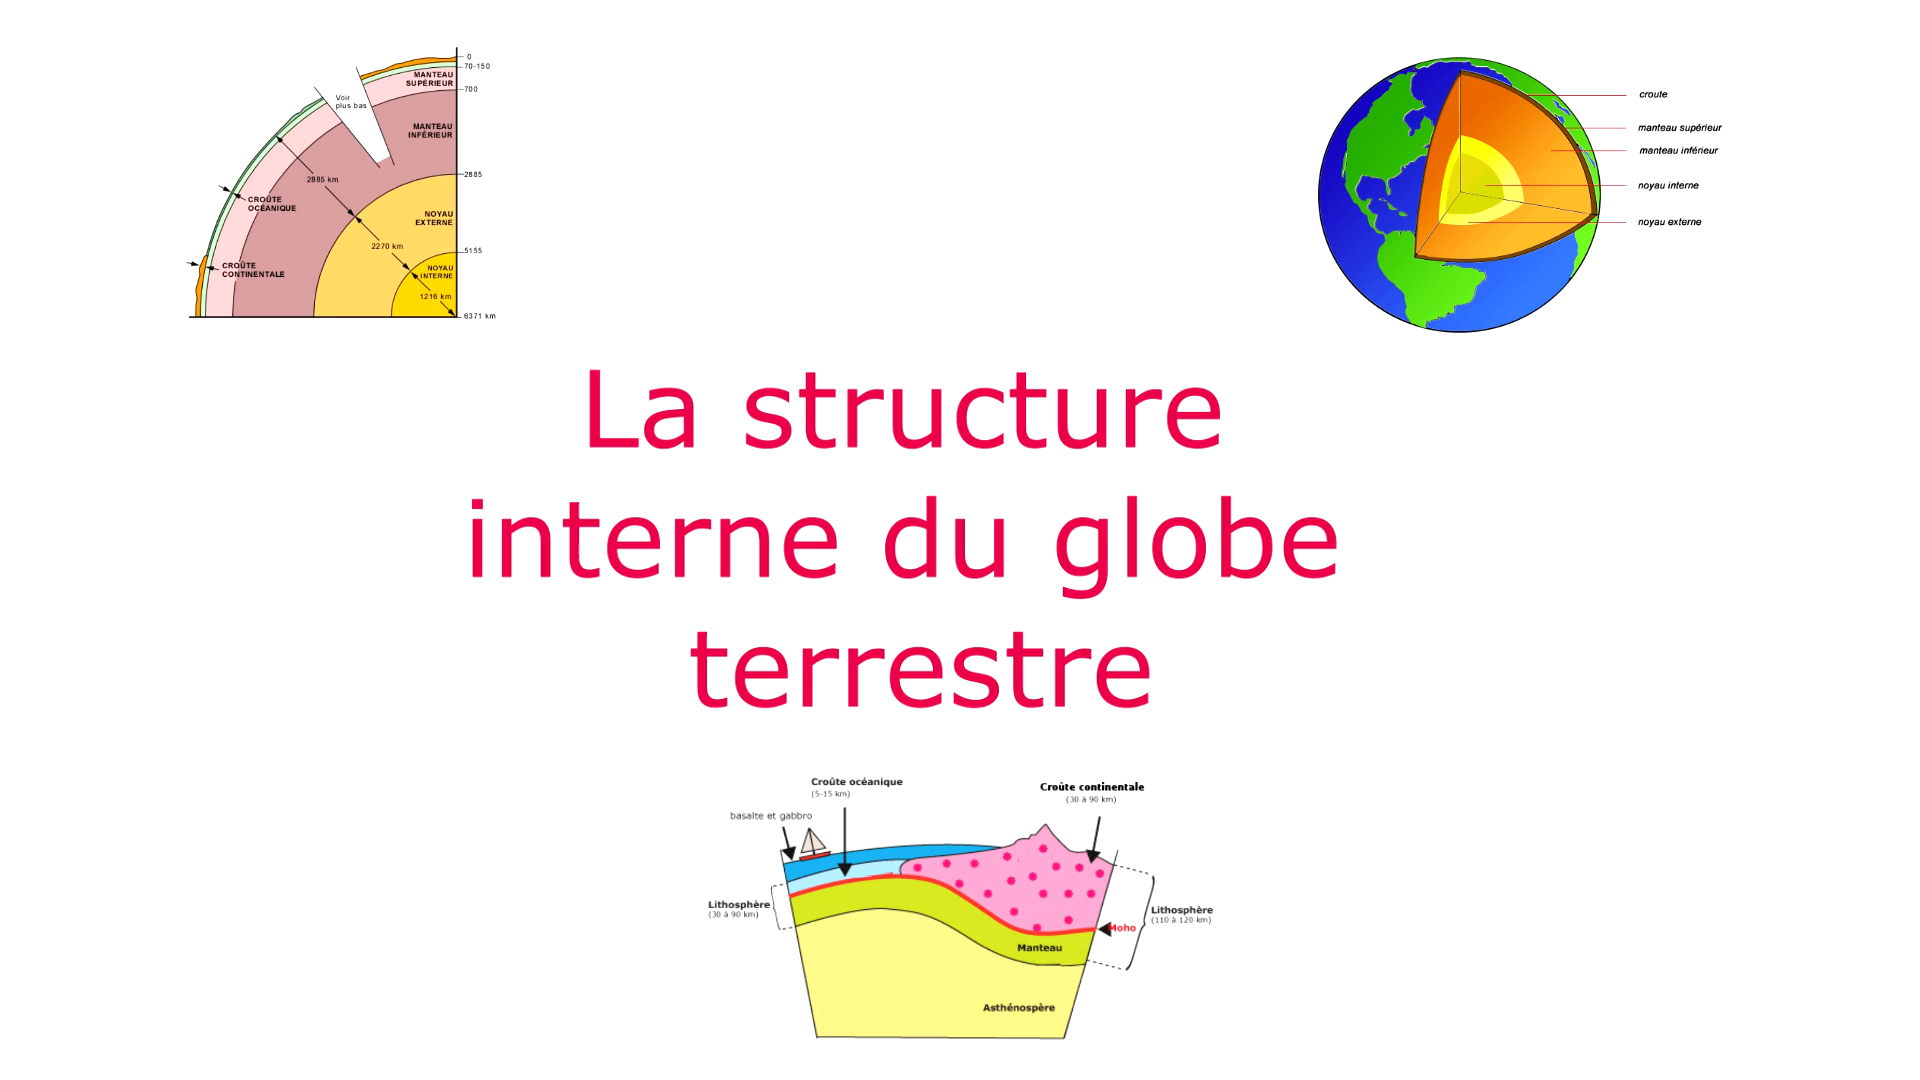 0
70-150
MANTEAU
SUPÉRIEUR
700
Voir
plus bas
MANTEAU
INFÉRIEUR
2885
2885 km
CROÛTE
OCÉANIQUE
NOYAU
EXTERNE
2270 km
5155
CROÛTE
CONTINENTALE
NOYAU
INTERNE
1216 km
6371 km
croute
manteau supérieur
manteau inférieur
noyau interne
noyau externe
La structure
interne du globe
terrestre
Croûte océanique
(5-15 km)
Croûte continentale
(30 à 90 km)
basalte et gabbro
Lithosphère
(30 à 90 km)
Lithosphère
(110 à 120 km)
Moho
Manteau
Asthénospère